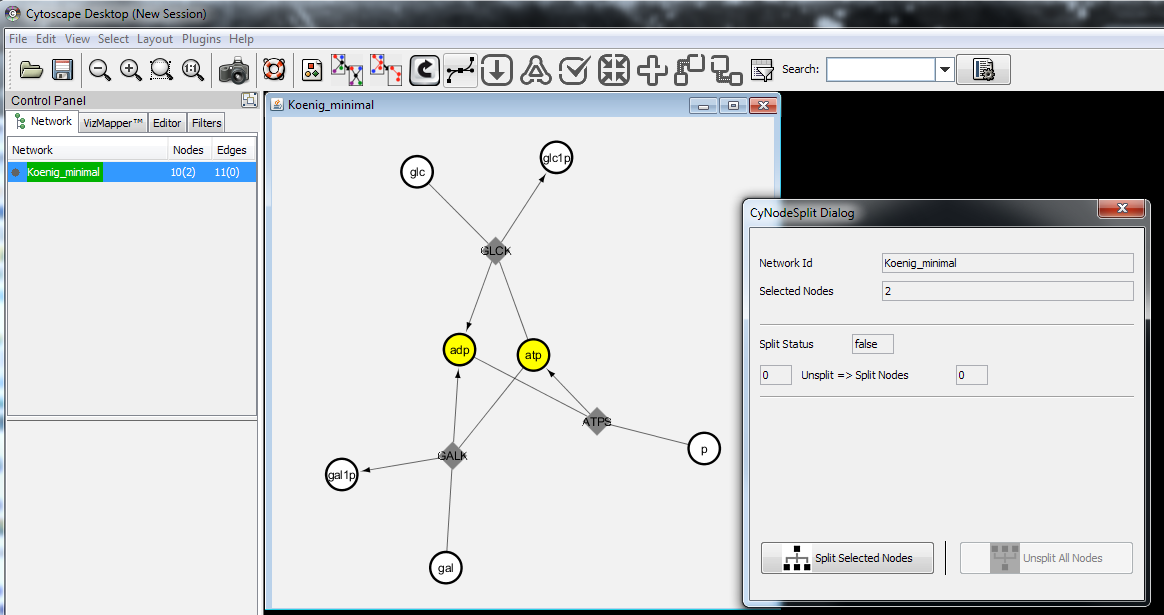 Cytoscape Desktop (New Session)
File Edit View Select Layout Plugins Help
1:1 Search:
Control Panel
Network VizMapper™ Editor Filters
Network Nodes Edges
Koenig_minimal 10(2) 11(0)
Koenig_minimal
glc
glc1p
GLCK
adp
atp
ATPS
p
GALK
gal1p
gal
CyNodeSplit Dialog
Network Id Koenig_minimal
Selected Nodes 2
Split Status false
0 Unsplit => Split Nodes 0
Split Selected Nodes Unsplit All Nodes